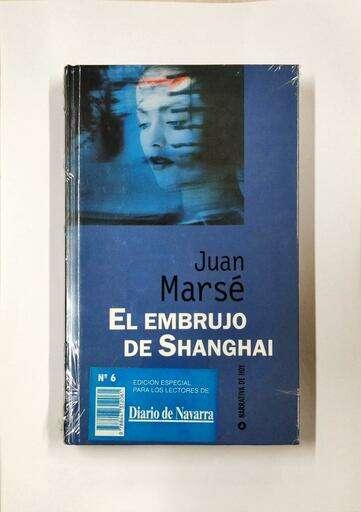 Juan
Marsé
EL EMBRUJO
DE SHANGHAI
Nº 6
EDICION ESPECIAL
PARA LOS LECTORES DE
Diario de Navarra
NARRATIVA DE HOY